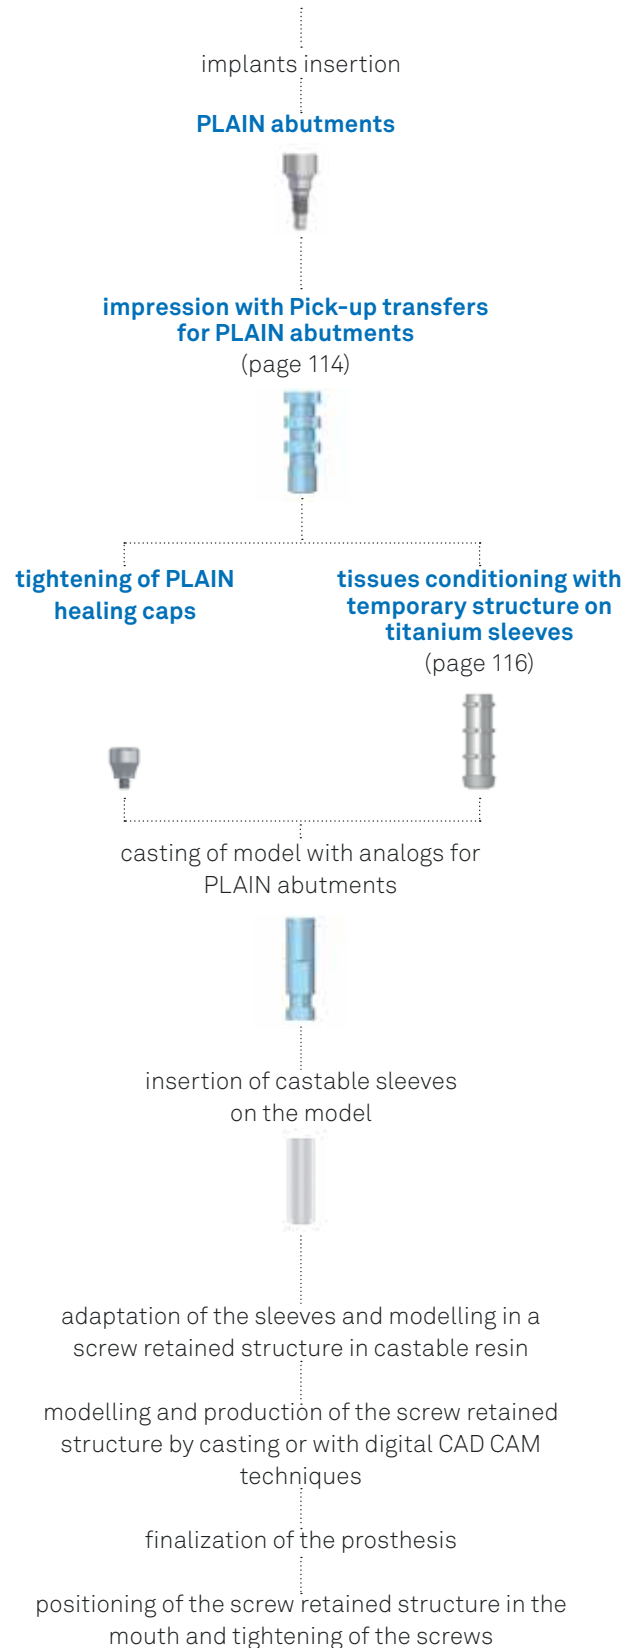 implants insertion
PLAIN abutments
impression with Pick-up transfers
for PLAIN abutments
(page 114)
tightening of PLAIN
healing caps
tissues conditioning with
temporary structure on
titanium sleeves
(page 116)
casting of model with analogs for
PLAIN abutments
insertion of castable sleeves
on the model
adaptation of the sleeves and modelling in a
screw retained structure in castable resin
modelling and production of the screw retained
structure by casting or with digital CAD CAM
techniques
finalization of the prosthesis
positioning of the screw retained structure in the
mouth and tightening of the screws